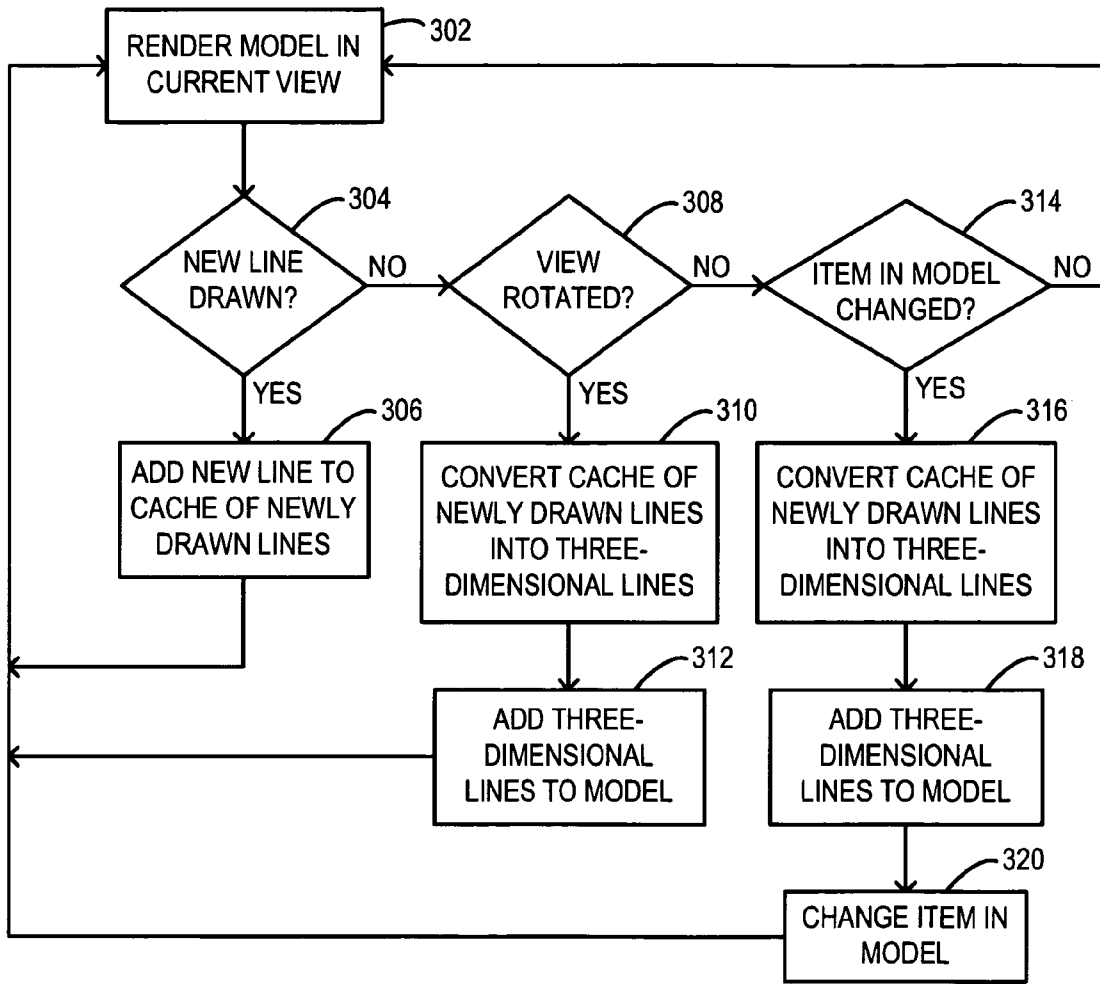 302
RENDER MODEL IN
CURRENT VIEW
304
NEW LINE
DRAWN?
NO
YES
308
VIEW
ROTATED?
NO
YES
314
ITEM IN MODEL
CHANGED?
NO
YES
306
ADD NEW LINE TO
CACHE OF NEWLY
DRAWN LINES
310
CONVERT CACHE OF
NEWLY DRAWN LINES
INTO THREE-
DIMENSIONAL LINES
316
CONVERT CACHE OF
NEWLY DRAWN LINES
INTO THREE-
DIMENSIONAL LINES
312
ADD THREE-
DIMENSIONAL
LINES TO MODEL
318
ADD THREE-
DIMENSIONAL
LINES TO MODEL
320
CHANGE ITEM IN
MODEL